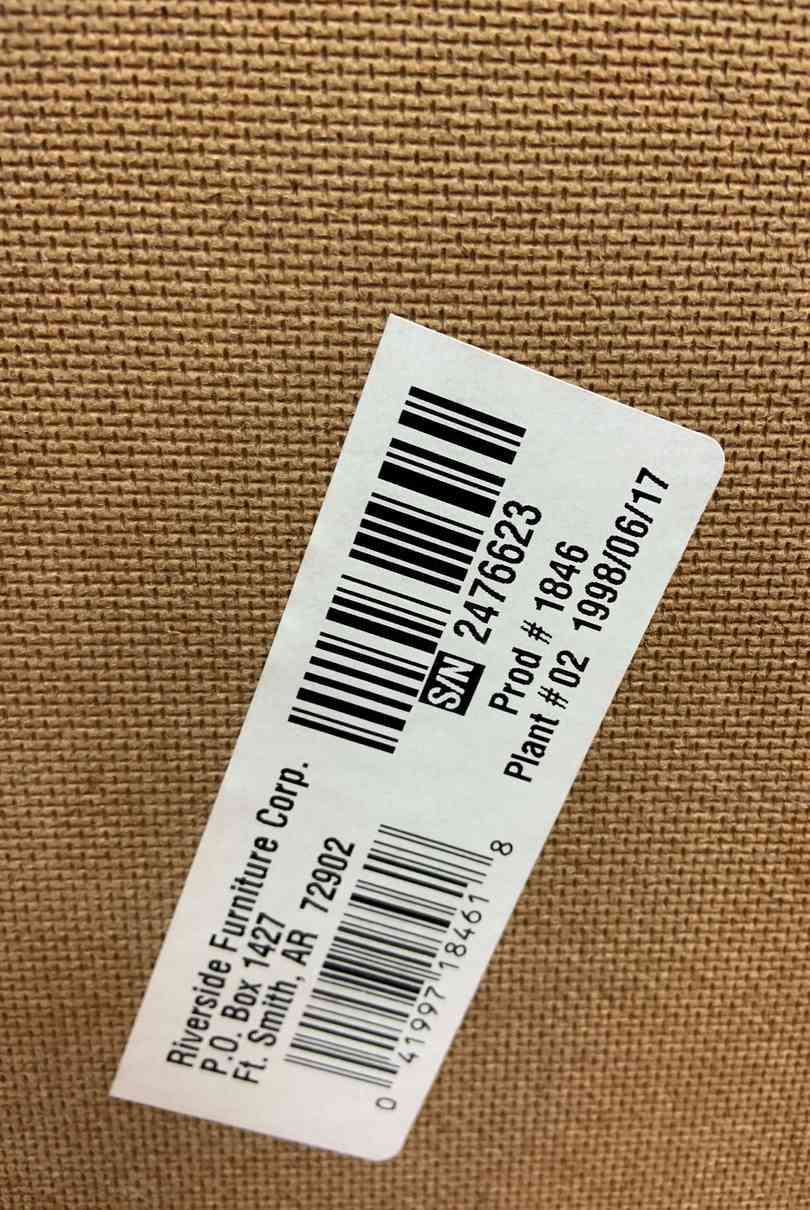 Riverside Furniture Corp.
P.O. Box 1427
Ft. Smith, AR 72902
0 41997 18461 8
S/N 2476623
Prod # 1846
Plant # 02 1998/06/17